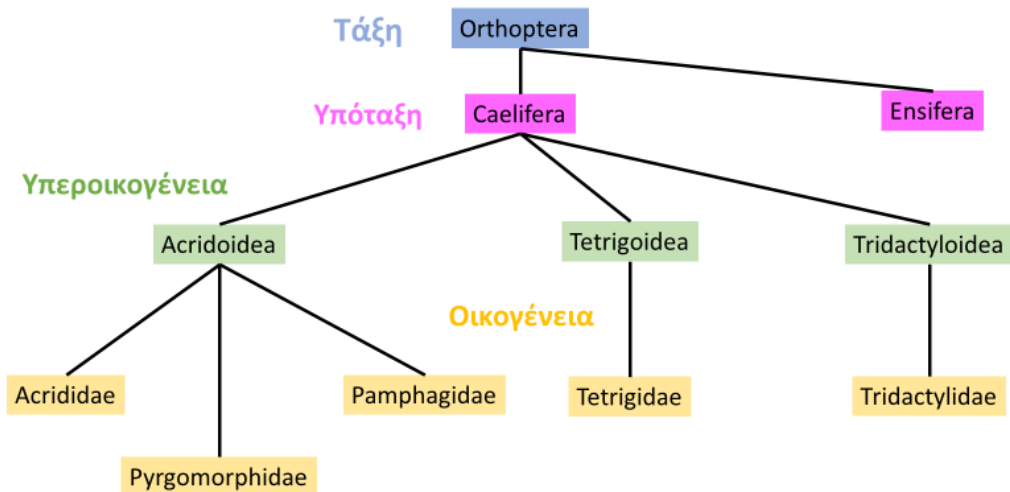 Τάξη
Orthoptera
Υπόταξη
Caelifera
Ensifera
Υπεροικογένεια
Acridoidea
Tetrigoidea
Tridactyloidea
Οικογένεια
Acrididae
Pamphagidae
Tetrigidae
Tridactylidae
Pyrgomorphidae